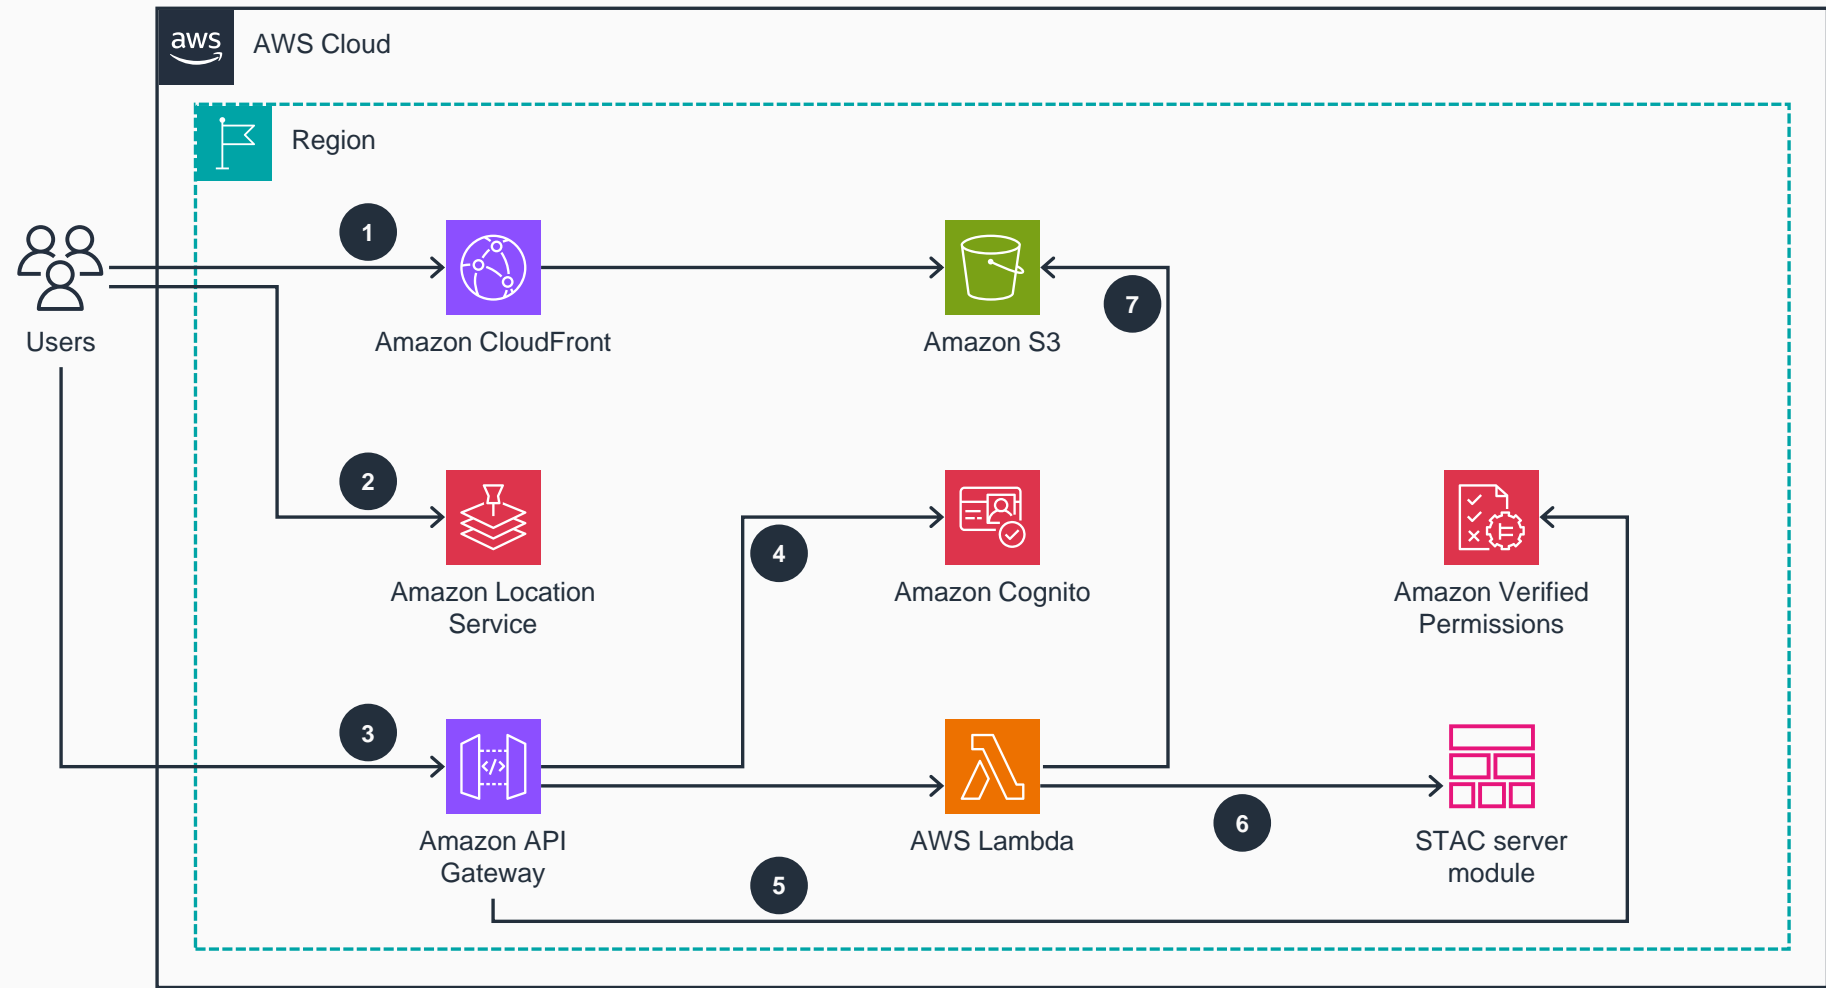 aws
AWS Cloud
Region
1
7
Users
Amazon CloudFront
Amazon S3
2
4
Amazon Location
Service
Amazon Cognito
Amazon Verified
Permissions
3
</>
6
Amazon API
Gateway
AWS Lambda
STAC server
module
5